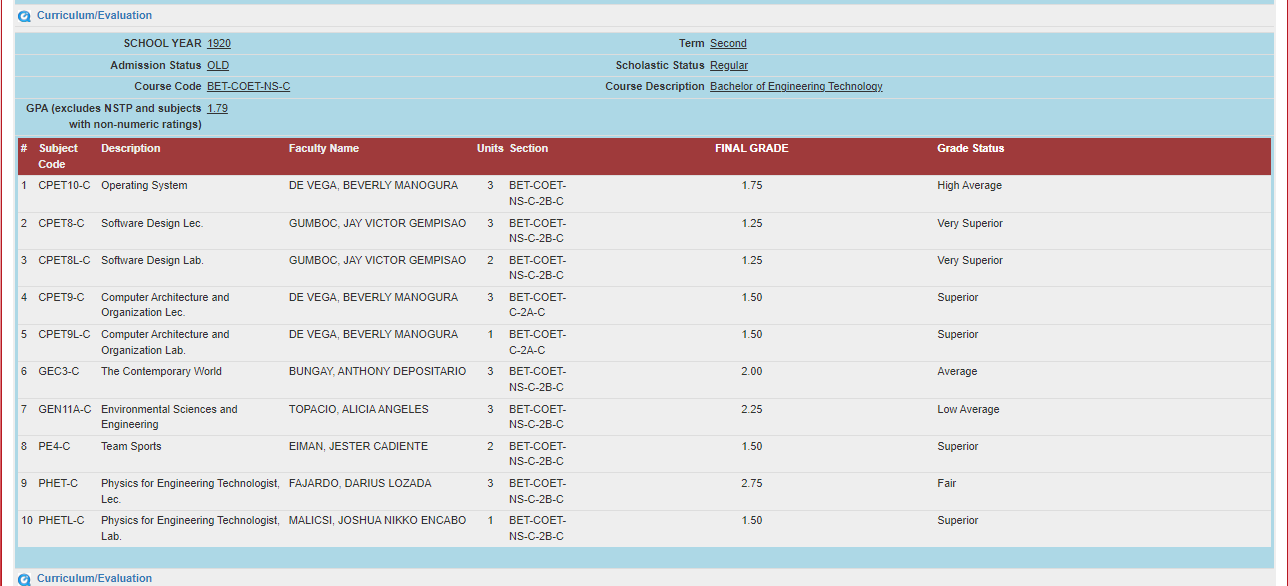 Curriculum/Evaluation
SCHOOL YEAR 1920 Term Second
Admission Status OLD Scholastic Status Regular
Course Code BET-COET-NS-C Course Description Bachelor of Engineering Technology
GPA (excludes NSTP and subjects 1.79
with non-numeric ratings)
# Subject Description Faculty Name Units Section FINAL GRADE Grade Status
Code
1 CPET10-C Operating System DE VEGA, BEVERLY MANOGURA 3 BET-COET- 1.75 High Average
NS-C-2B-C
2 CPET8-C Software Design Lec. GUMBOC, JAY VICTOR GEMPISAO 3 BET-COET- 1.25 Very Superior
NS-C-2B-C
3 CPET8L-C Software Design Lab. GUMBOC, JAY VICTOR GEMPISAO 2 BET-COET- 1.25 Very Superior
NS-C-2B-C
4 CPET9-C Computer Architecture and DE VEGA, BEVERLY MANOGURA 3 BET-COET- 1.50 Superior
Organization Lec. C-2A-C
5 CPET9L-C Computer Architecture and DE VEGA, BEVERLY MANOGURA 1 BET-COET- 1.50 Superior
Organization Lab. C-2A-C
6 GEC3-C The Contemporary World BUNGAY, ANTHONY DEPOSITARIO 3 BET-COET- 2.00 Average
NS-C-2B-C
7 GEN11A-C Environmental Sciences and TOPACIO, ALICIA ANGELES 3 BET-COET- 2.25 Low Average
Engineering NS-C-2B-C
8 PE4-C Team Sports EIMAN, JESTER CADIENTE 2 BET-COET- 1.50 Superior
NS-C-2B-C
9 PHET-C Physics for Engineering Technologist, FAJARDO, DARIUS LOZADA 3 BET-COET- 2.75 Fair
Lec. NS-C-2B-C
10 PHETL-C Physics for Engineering Technologist, MALICSI, JOSHUA NIKKO ENCABO 1 BET-COET- 1.50 Superior
Lab. NS-C-2B-C
Curriculum/Evaluation